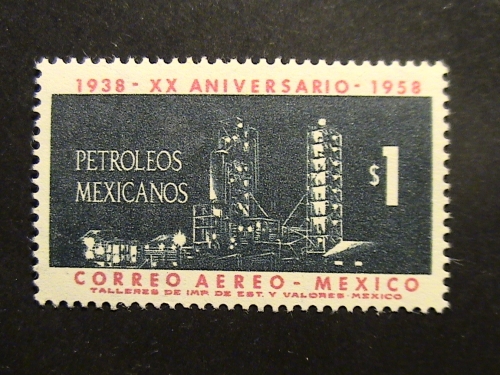 1938 - XX ANIVERSARIO - 1958
PETROLEOS
MEXICANOS
$1
CORREO AEREO - MEXICO
TALLERES DE IMP. DE EST. Y VALORES-MEXICO